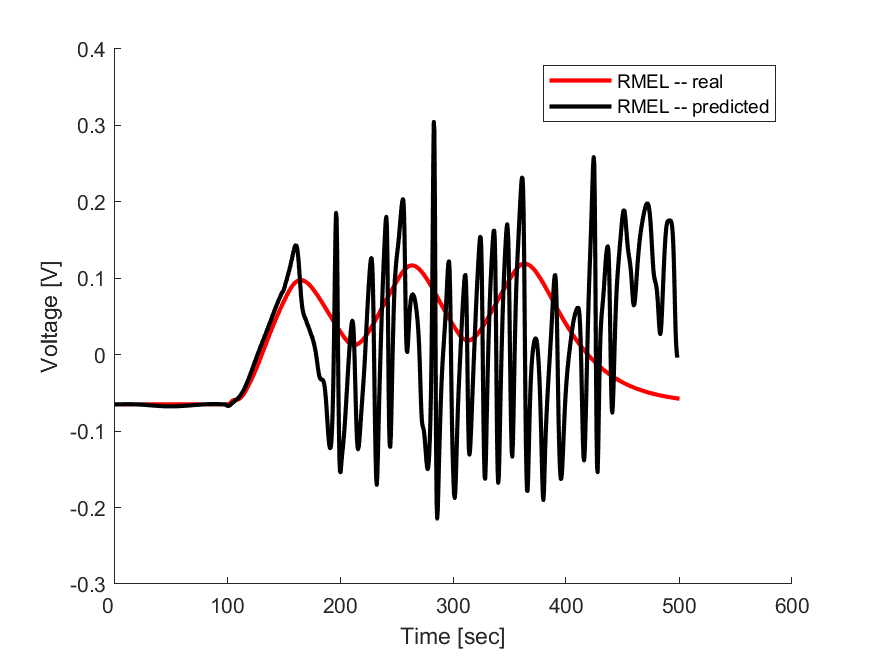 0.4
0.3
0.2
0.1
0
-0.1
-0.2
-0.3
Voltage [V]
RMEL -- real
RMEL -- predicted
0 100 200 300 400 500 600
Time [sec]